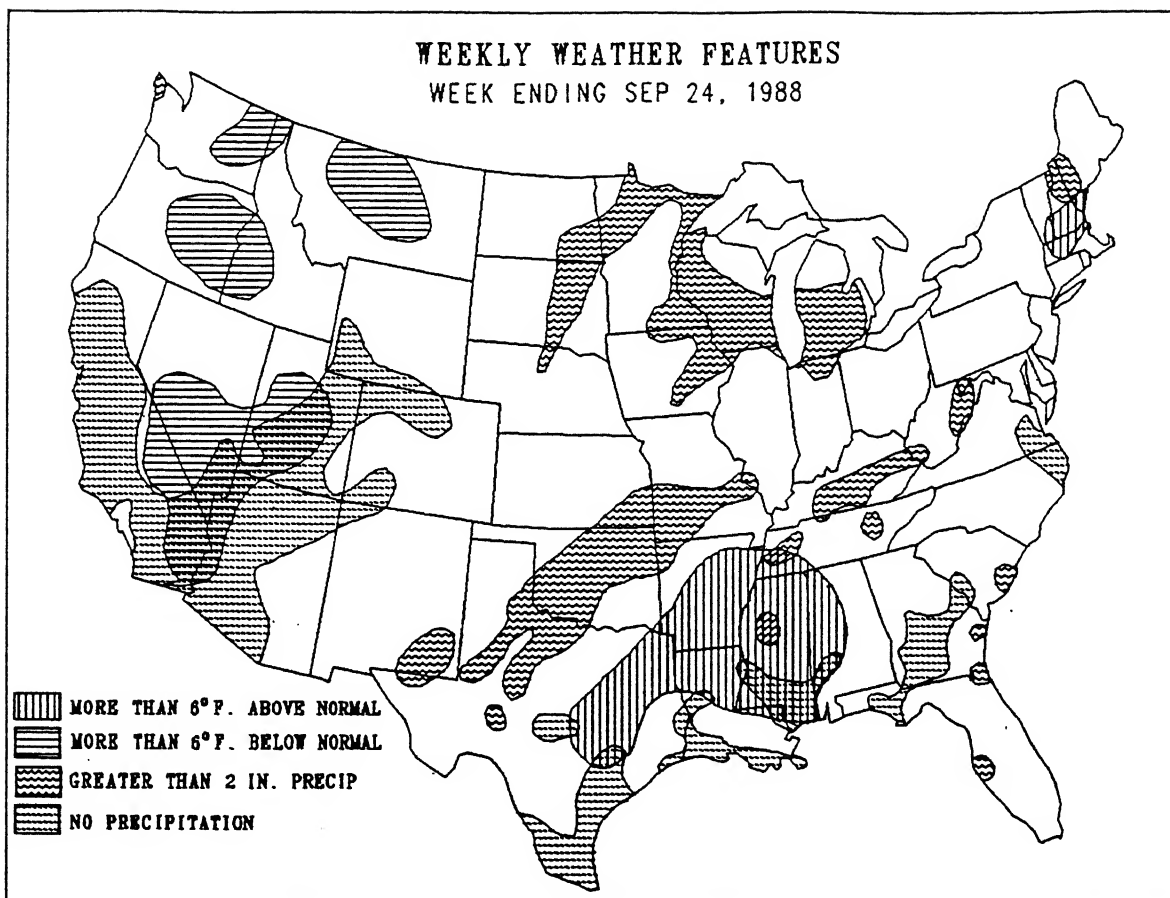 WEEKLY WEATHER FEATURES
WEEK ENDING SEP 24, 1988
MORE THAN 6°F. ABOVE NORMAL
MORE THAN 6°F. BELOW NORMAL
GREATER THAN 2 IN. PRECIP
NO PRECIPITATION